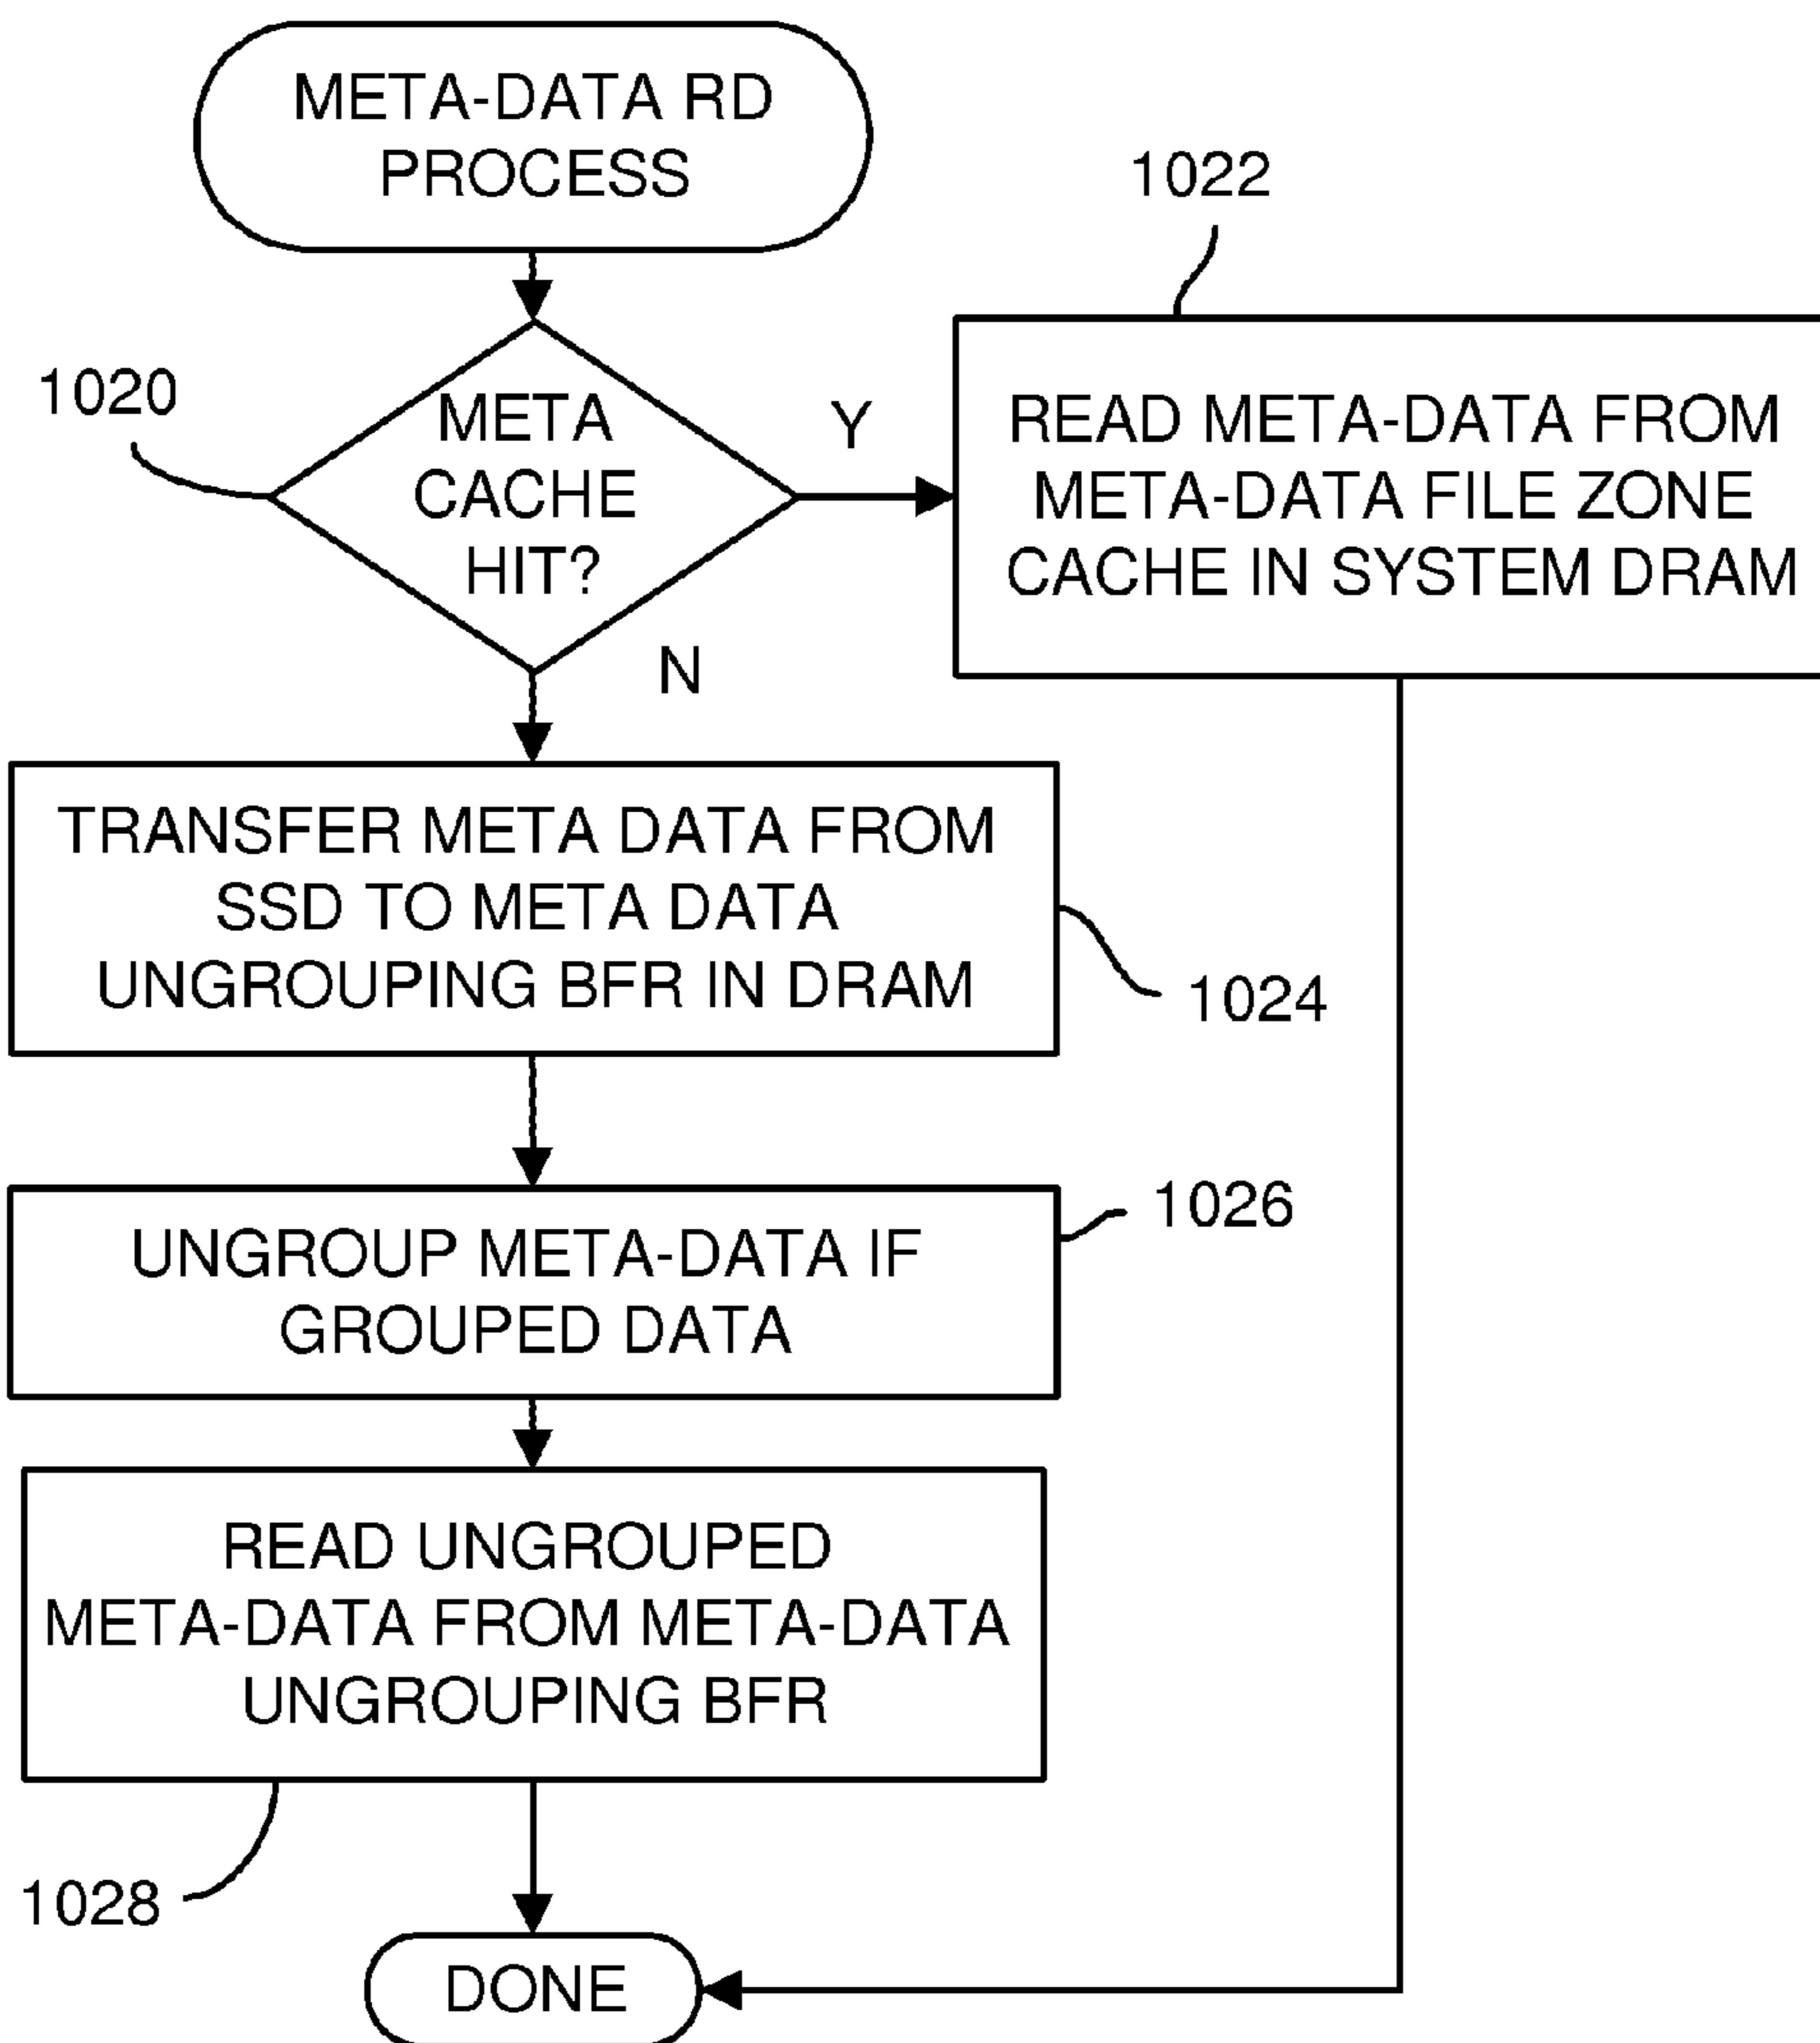 META-DATA RD
PROCESS
1022
1020
META
CACHE
HIT?
Y
READ META-DATA FROM
META-DATA FILE ZONE
CACHE IN SYSTEM DRAM
N
TRANSFER META DATA FROM
SSD TO META DATA
UNGROUPING BFR IN DRAM
1024
UNGROUP META-DATA IF
GROUPED DATA
1026
READ UNGROUPED
META-DATA FROM META-DATA
UNGROUPING BFR
1028
DONE